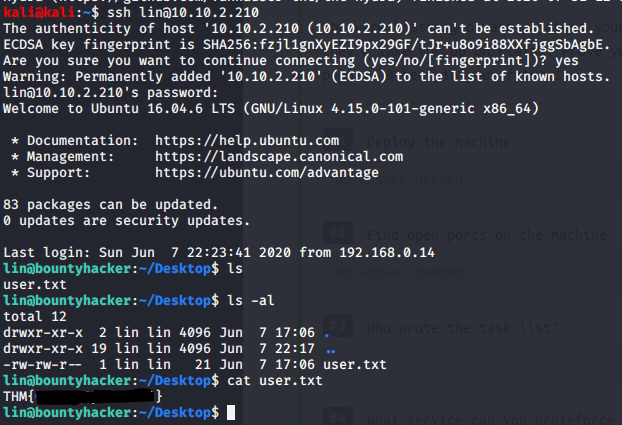 kali@kali:~$ ssh lin@10.10.2.210
The authenticity of host '10.10.2.210 (10.10.2.210)' can't be established.
ECDSA key fingerprint is SHA256:fzjl1gnXyEZI9px29GF/tJr+u8o9i88XXfjggSbAgbE.
Are you sure you want to continue connecting (yes/no/[fingerprint])? yes
Warning: Permanently added '10.10.2.210' (ECDSA) to the list of known hosts.
lin@10.10.2.210's password:
Welcome to Ubuntu 16.04.6 LTS (GNU/Linux 4.15.0-101-generic x86_64)
#1 Deploy the machine.
* Documentation: https://help.ubuntu.com
* Management: https://landscape.canonical.com
* Support: https://ubuntu.com/advantage
answer needed
83 packages can be updated.
0 updates are security updates.
#2 Find open ports on the machine
Last login: Sun Jun 7 22:23:41 2020 from 192.168.0.14
lin@bountyhacker:~/Desktop$ ls
No answer needed
user.txt
lin@bountyhacker:~/Desktop$ ls -al
total 12
#3 Who wrote the task list?
drwxr-xr-x 2 lin lin 4096 Jun 7 17:06 .
drwxr-xr-x 19 lin lin 4096 Jun 7 22:17 ..
-rw-rw-r-- 1 lin lin 21 Jun 7 17:06 user.txt
lin@bountyhacker:~/Desktop$ cat user.txt
THM{ }
lin@bountyhacker:~/Desktop$
#4 What service can you bruteforce